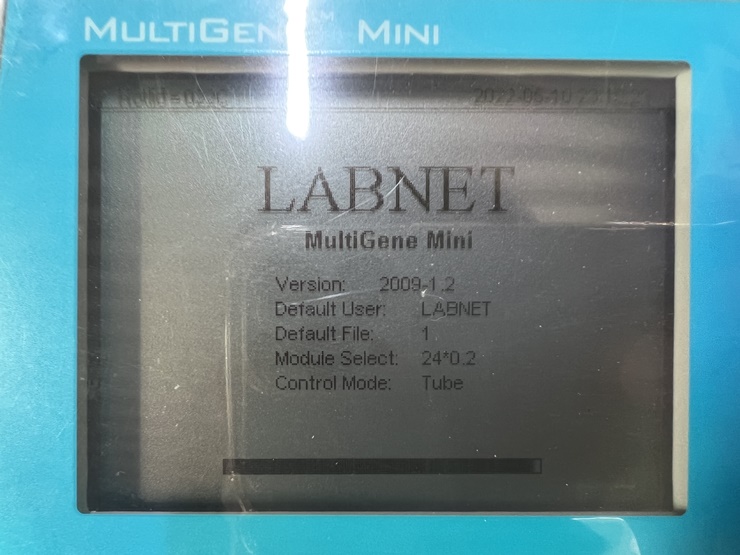 MULTIGENE™ MINI
LABNET
MultiGene Mini
Version: 2009-1.2
Default User: LABNET
Default File: 1
Module Select: 24*0.2
Control Mode: Tube